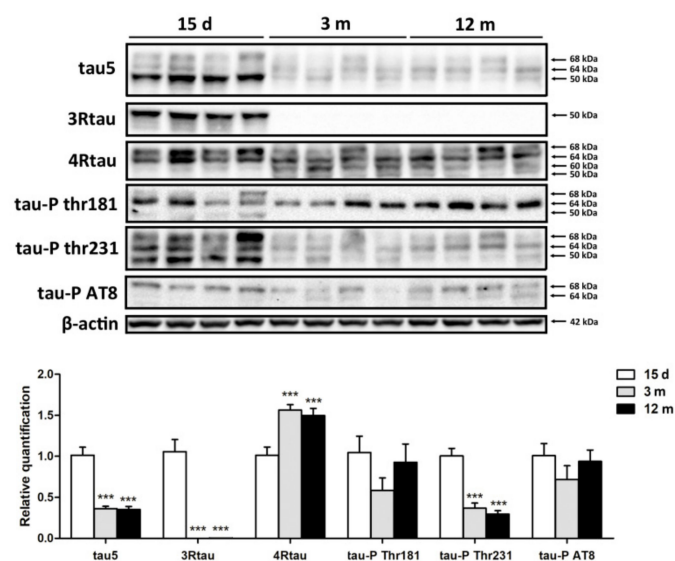 15 d 3 m 12 m
tau5 68 kDa
64 kDa
50 kDa
3Rtau 50 kDa
4Rtau 68 kDa
64 kDa
60 kDa
50 kDa
tau-P thr181 68 kDa
64 kDa
50 kDa
tau-P thr231 68 kDa
64 kDa
50 kDa
tau-P AT8 68 kDa
64 kDa
β-actin 42 kDa
Relative quantification
2.0
1.5
1.0
0.5
0.0
*** ***
*** ***
*** ***
*** ***
15 d
3 m
12 m
tau5 3Rtau 4Rtau tau-P Thr181 tau-P Thr231 tau-P AT8